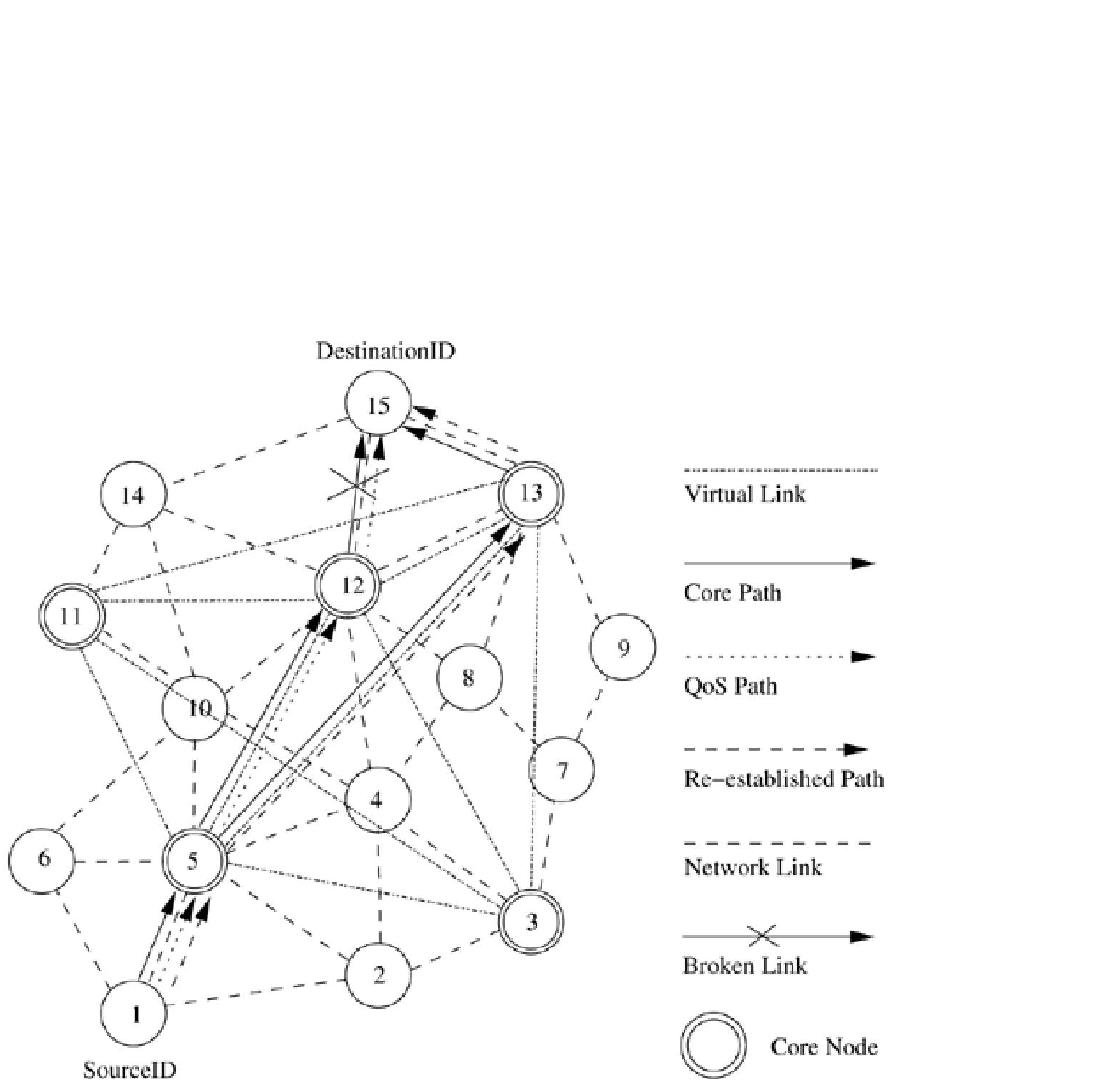 DestinationID
15
14
13
12
11
9
8
10
7
4
6
5
3
2
1
SourceID
Virtual Link
Core Path
QoS Path
Re-established Path
Network Link
Broken Link
Core Node